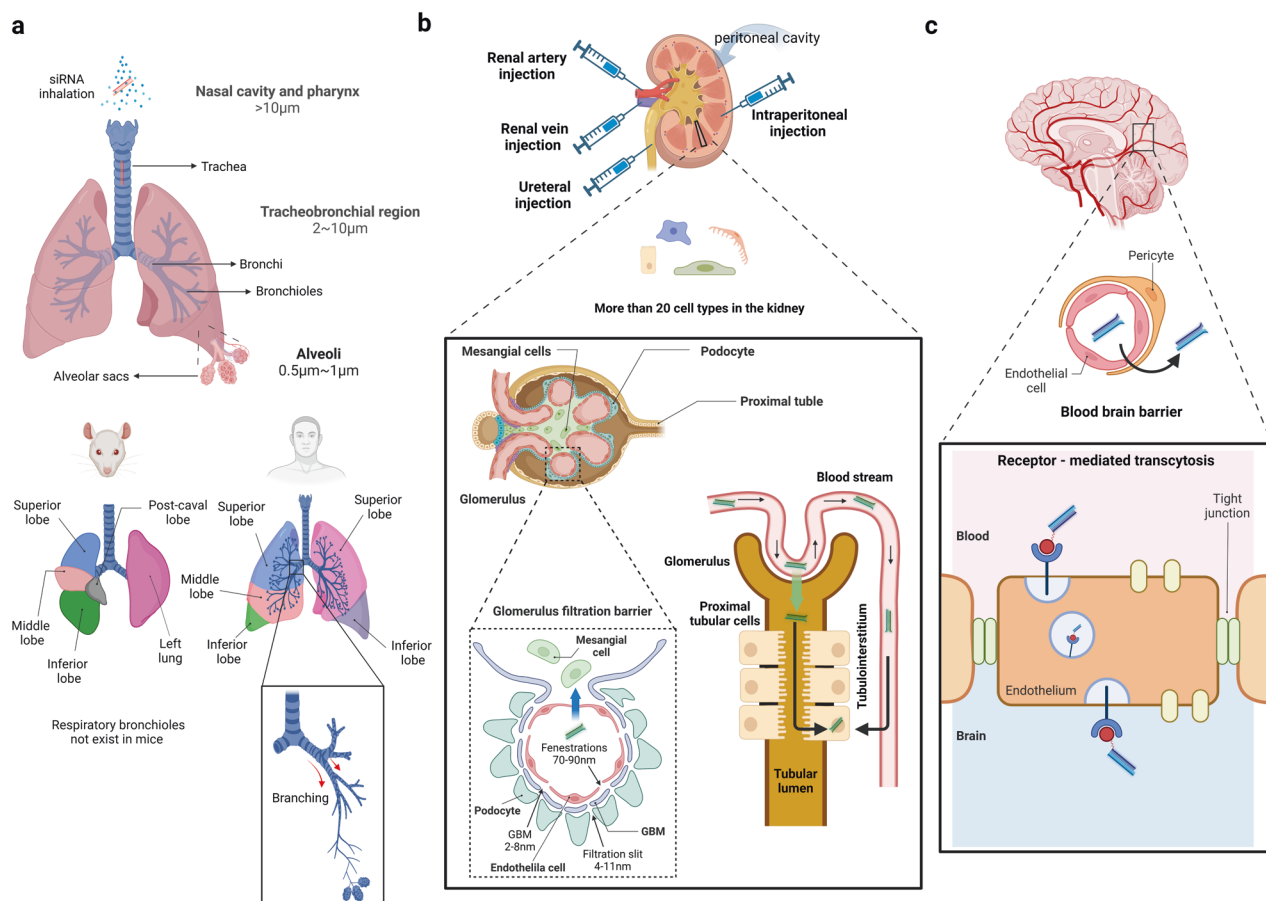 a
siRNA
inhalation
Nasal cavity and pharynx
>10μm
Trachea
Tracheobronchial region
2~10μm
Bronchi
Bronchioles
Alveoli
0.5μm~1μm
Alveolar sacs
Superior
lobe
Post-caval
lobe
Middle
lobe
Inferior
lobe
Left
lung
Superior
lobe
Superior
lobe
Middle
lobe
Inferior
lobe
Inferior
lobe
Respiratory bronchioles
not exist in mice
Branching
b
peritoneal cavity
Renal artery
injection
Renal vein
injection
Ureteral
injection
Intraperitoneal
injection
More than 20 cell types in the kidney
Mesangial cells
Podocyte
Proximal tuble
Glomerulus
Glomerulus filtration barrier
Mesangial
cell
Fenestrations
70-90nm
Podocyte
GBM
2-8nm
GBM
Endothelila cell
Filtration slit
4-11nm
Blood stream
Glomerulus
Proximal
tubular cells
Tubulointerstitium
Tubular
lumen
c
Pericyte
Endothelial
cell
Blood brain barrier
Receptor - mediated transcytosis
Tight
junction
Blood
Endothelium
Brain